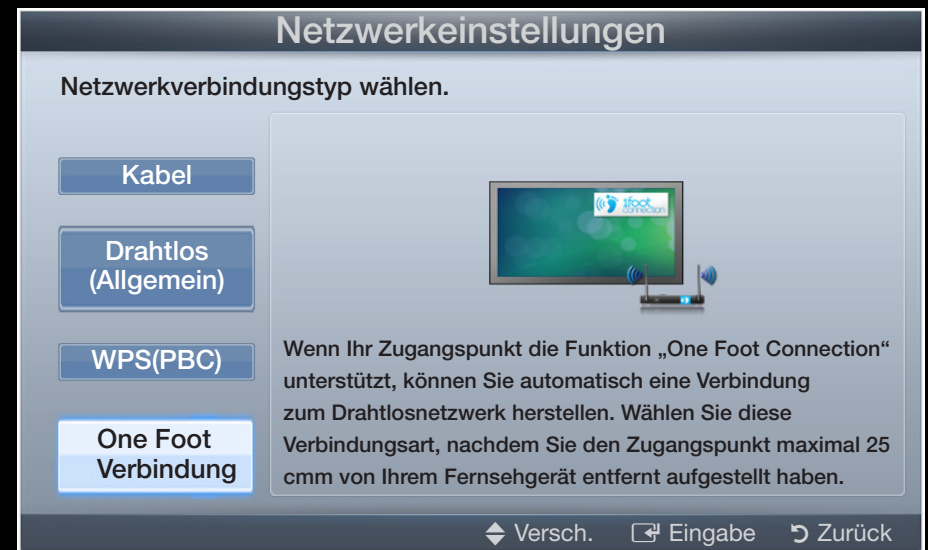 Netzwerkeinstellungen
Netzwerkverbindungstyp wählen.
Kabel
Drahtlos
(Allgemein)
WPS(PBC)
One Foot
Verbindung
1foot
connection
Wenn Ihr Zugangspunkt die Funktion „One Foot Connection“
unterstützt, können Sie automatisch eine Verbindung
zum Drahtlosnetzwerk herstellen. Wählen Sie diese
Verbindungsart, nachdem Sie den Zugangspunkt maximal 25
cmm von Ihrem Fernsehgerät entfernt aufgestellt haben.
Versch. Eingabe Zurück